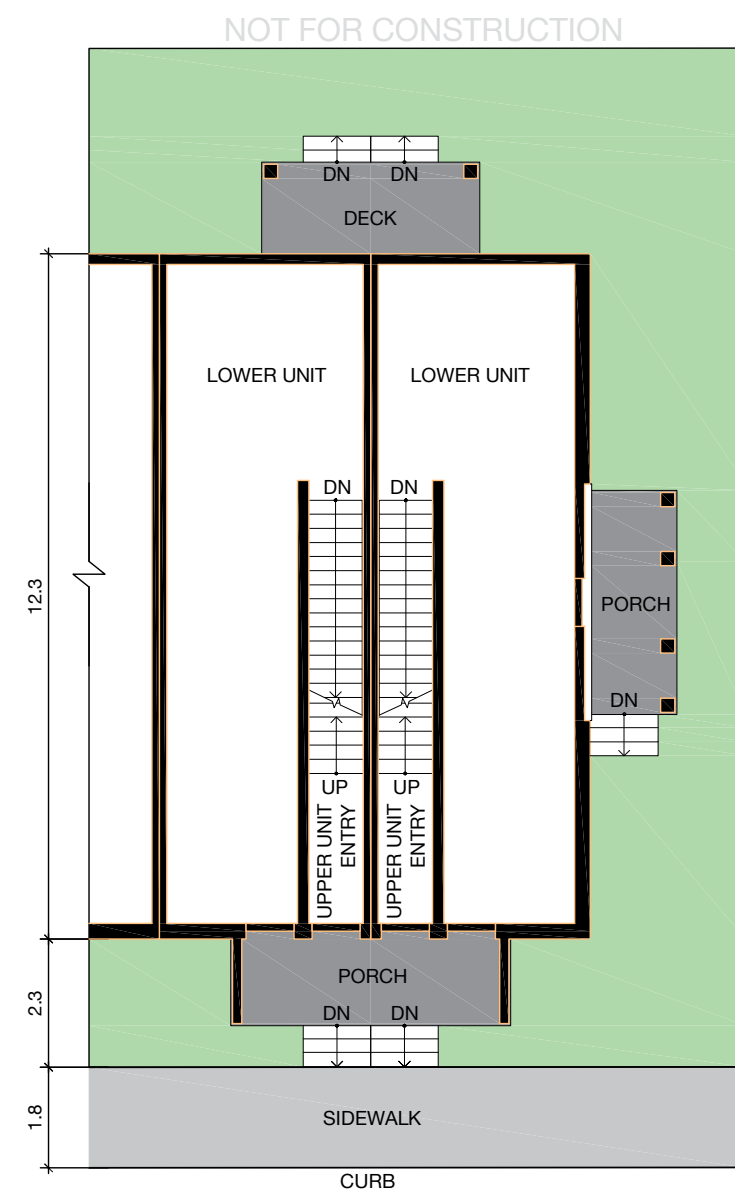 NOT FOR CONSTRUCTION
DN DN
DECK
LOWER UNIT LOWER UNIT
DN DN
12.3
PORCH
DN
UP UP
UPPER UNIT
ENTRY
UPPER UNIT
ENTRY
PORCH
2.3
DN DN
1.8
SIDEWALK
CURB